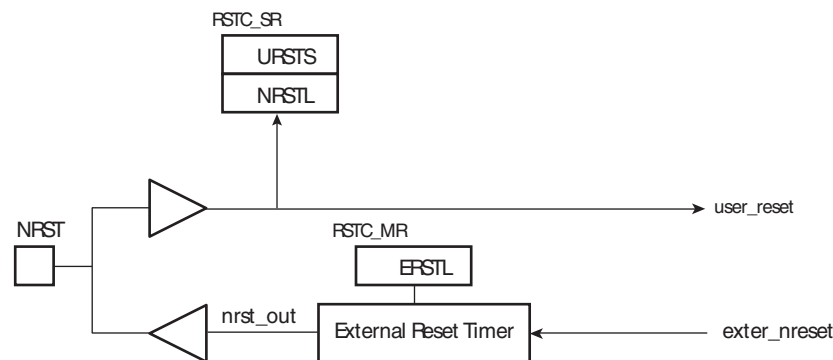 RSTC_SR
URSTS
NRSTL
user_reset
NRST
RSTC_MR
ERSTL
nrst_out
External Reset Timer
exter_nreset